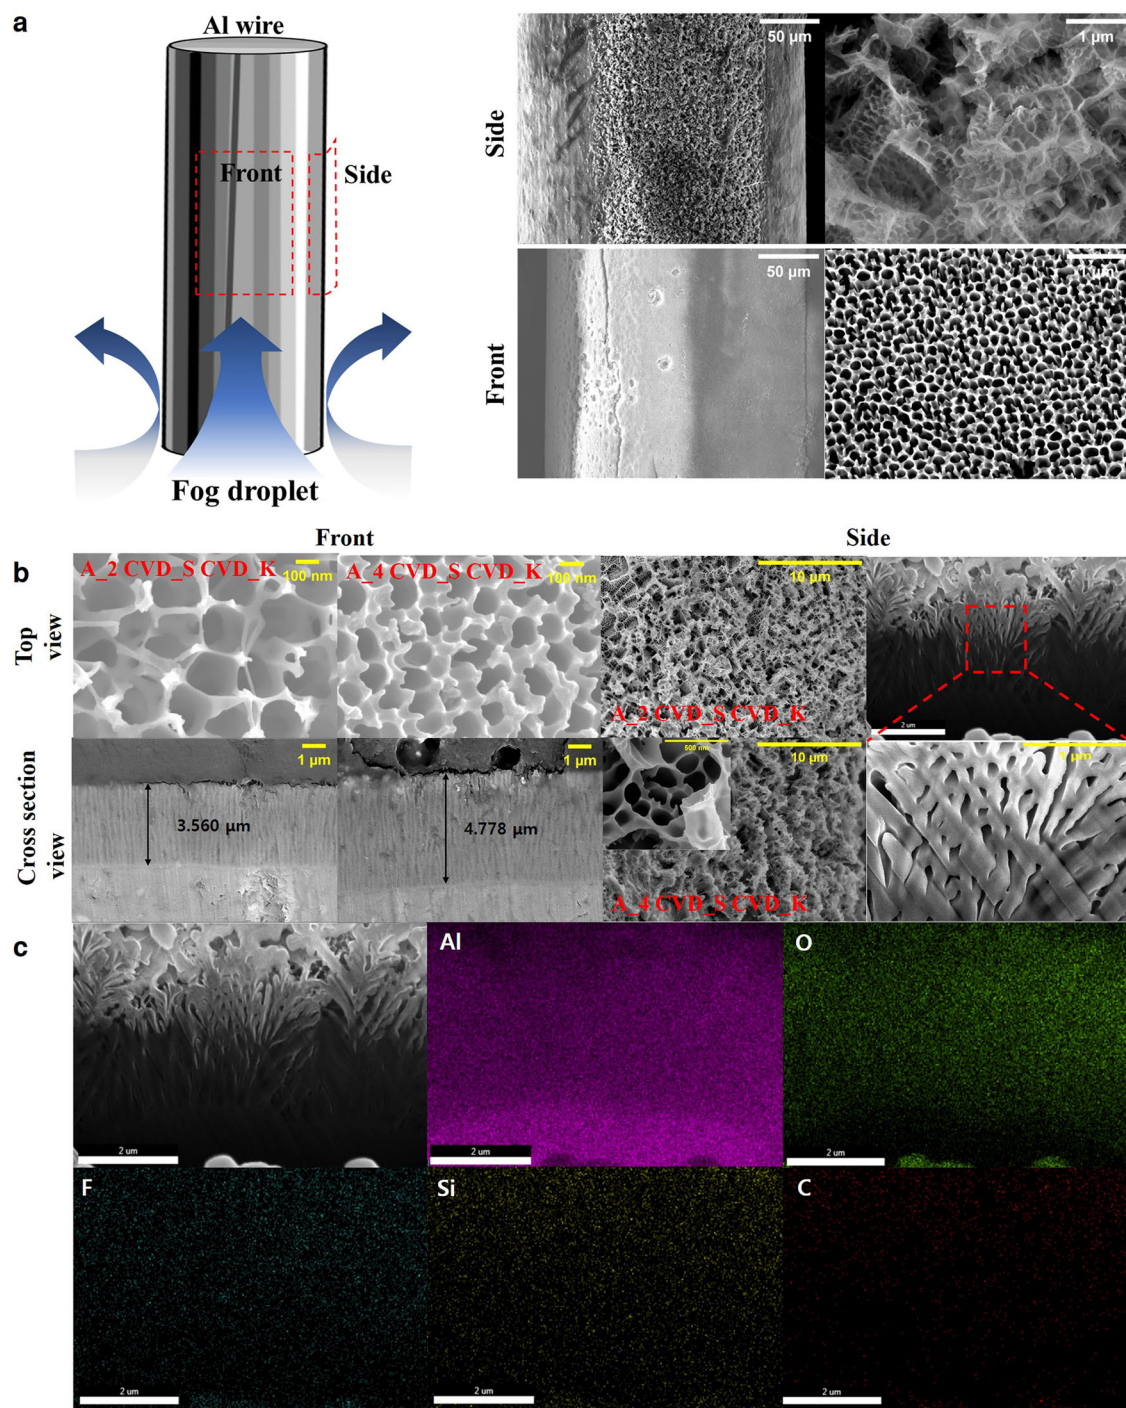 a
Al wire
Front
Side
Fog droplet
Side
50 µm
1 µm
Front
50 µm
1 µm
Front
Side
b
Top view
A_2 CVD_S CVD_K
100 nm
A_4 CVD_S CVD_K
100 nm
10 µm
A_2 CVD_S CVD_K
2 um
Cross section view
1 µm
3.560 µm
1 µm
4.778 µm
500 nm
10 µm
A_4 CVD_S CVD_K
1 µm
c
2 um
Al
2 um
O
2 um
F
2 um
Si
2 um
C
2 um